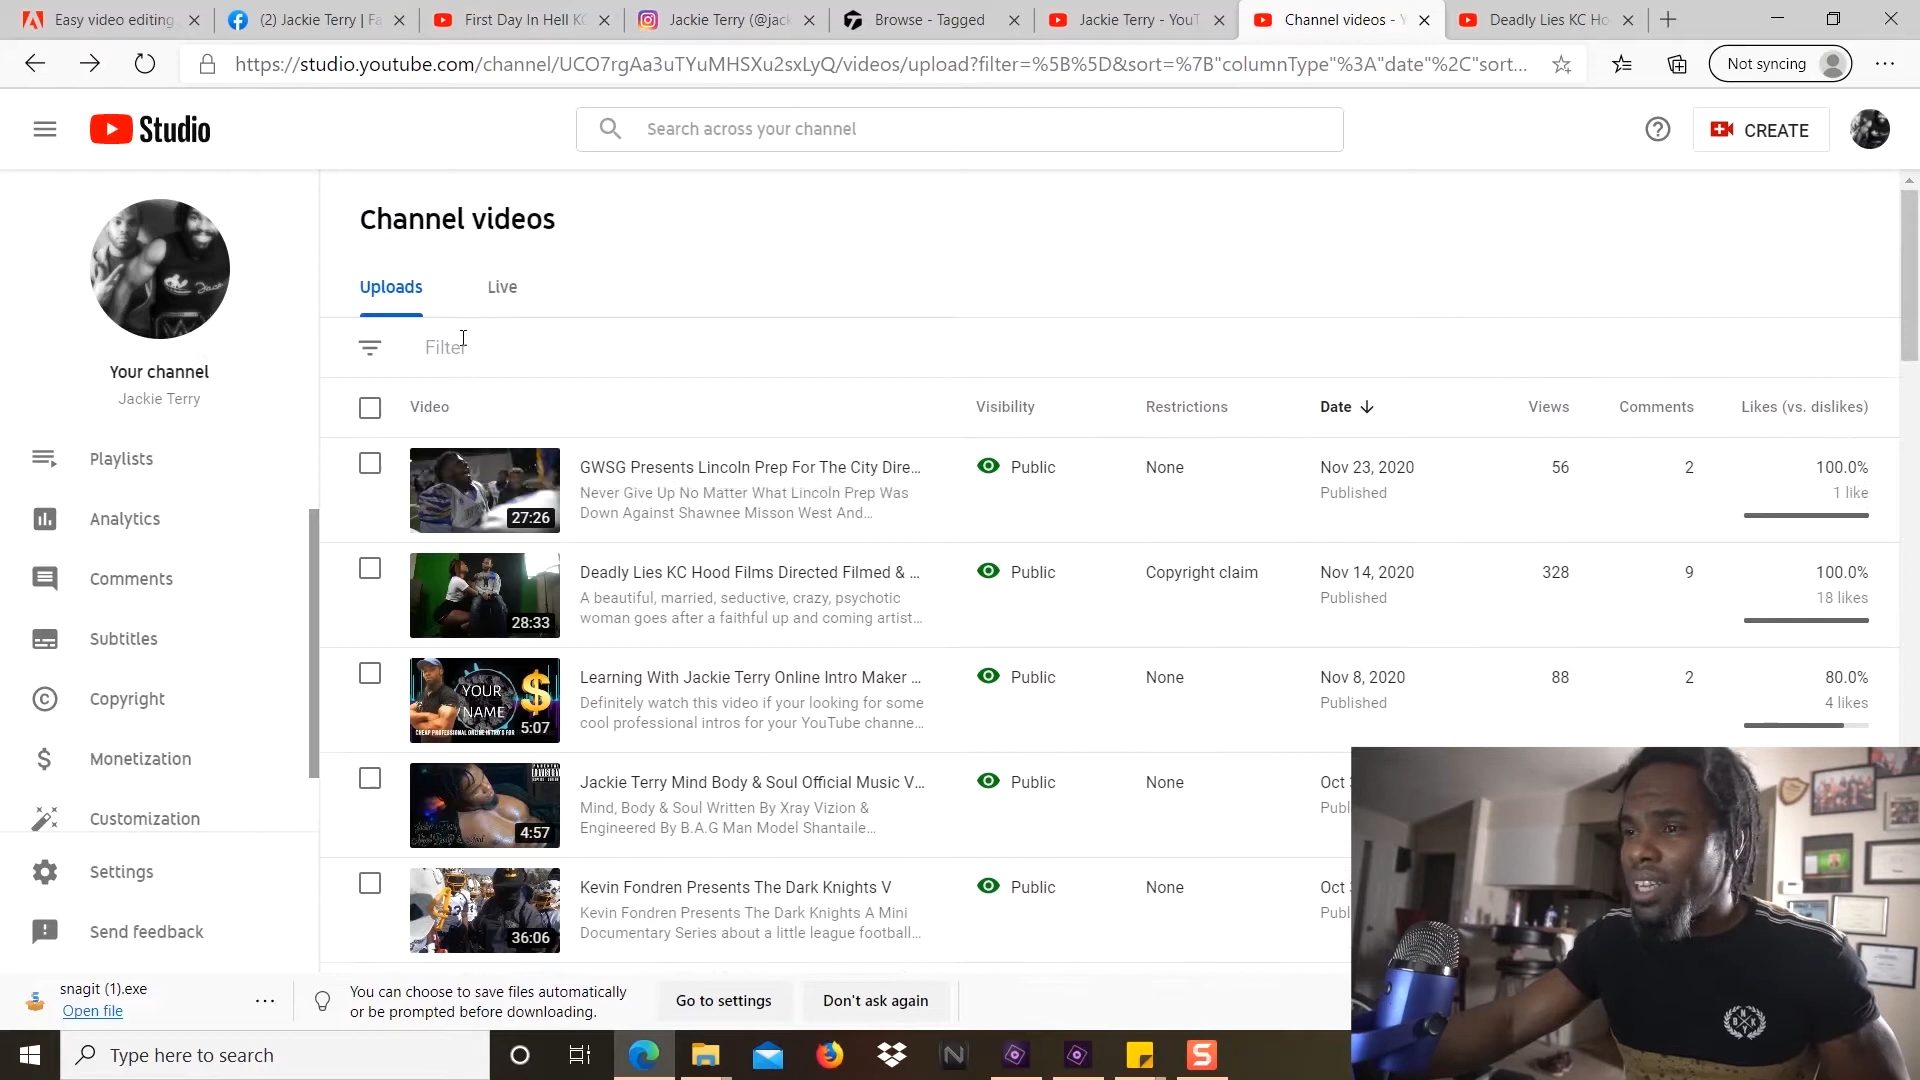 Easy video editing
(2) Jackie Terry | Fa
First Day In Hell KC
Jackie Terry (@jack
Browse - Tagged
Jackie Terry - YouT
Channel videos - Y
Deadly Lies KC Ho
https://studio.youtube.com/channel/UCO7rgAa3uTYuMHSXu2sxLyQ/videos/upload?filter=%5B%5D&sort=%7B"columnType"%3A"date"%2C"sort...
Not syncing
Studio
Search across your channel
CREATE
Your channel
Jackie Terry
Playlists
Analytics
Comments
Subtitles
Copyright
Monetization
Customization
Settings
Send feedback
Channel videos
Uploads
Live
Filter
Video
Visibility
Restrictions
Date
Views
Comments
Likes (vs. dislikes)
27:26
GWSG Presents Lincoln Prep For The City Dire...
Never Give Up No Matter What Lincoln Prep Was
Down Against Shawnee Misson West And...
Public
None
Nov 23, 2020
Published
56
2
100.0%
1 like
28:33
Deadly Lies KC Hood Films Directed Filmed & ...
A beautiful, married, seductive, crazy, psychotic
woman goes after a faithful up and coming artist...
Public
Copyright claim
Nov 14, 2020
Published
328
9
100.0%
18 likes
YOUR
NAME
$
5:07
Learning With Jackie Terry Online Intro Maker ...
Definitely watch this video if your looking for some
cool professional intros for your YouTube channe...
Public
None
Nov 8, 2020
Published
88
2
80.0%
4 likes
4:57
Jackie Terry Mind Body & Soul Official Music V...
Mind, Body & Soul Written By Xray Vizion &
Engineered By B.A.G Man Model Shantaile...
Public
None
Oct
Publ
36:06
Kevin Fondren Presents The Dark Knights V
Kevin Fondren Presents The Dark Knights A Mini
Documentary Series about a little league football...
Public
None
Oct
Publ
snagit (1).exe
Open file
You can choose to save files automatically
or be prompted before downloading.
Go to settings
Don't ask again
Type here to search